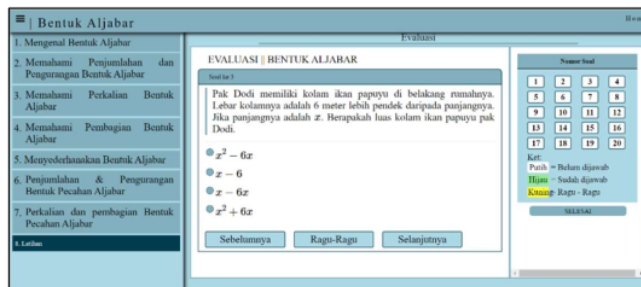 ≡ | Bentuk Aljabar
1. Mengenal Bentuk Aljabar
2. Memahami Penjumlahan dan
Pengurangan Bentuk Aljabar
3. Memahami Perkalian Bentuk
Aljabar
4. Memahami Pembagian Bentuk
Aljabar
5. Menyederhanakan Bentuk Aljabar
6. Penjumlahan & Pengurangan
Bentuk Pecahan Aljabar
7. Perkalian dan pembagian Bentuk
Pecahan Aljabar
8. Latihan
Evaluasi
EVALUASI || BENTUK ALJABAR
Soal ke 3
Pak Dodi memiliki kolam ikan papuyu di belakang rumahnya.
Lebar kolamnya adalah 6 meter lebih pendek daripada panjangnya.
Jika panjangnya adalah x. Berapakah luas kolam ikan papuyu pak
Dodi.
x² − 6x
x − 6
x − 6x
x² + 6x
Sebelumnya Ragu-Ragu Selanjutnya
Nomor Soal
1 2 3 4
5 6 7 8
9 10 11 12
13 14 15 16
17 18 19 20
Ket:
Putih = Belum dijawab
Hijau = Sudah dijawab
Kuning= Ragu - Ragu
SELESAI